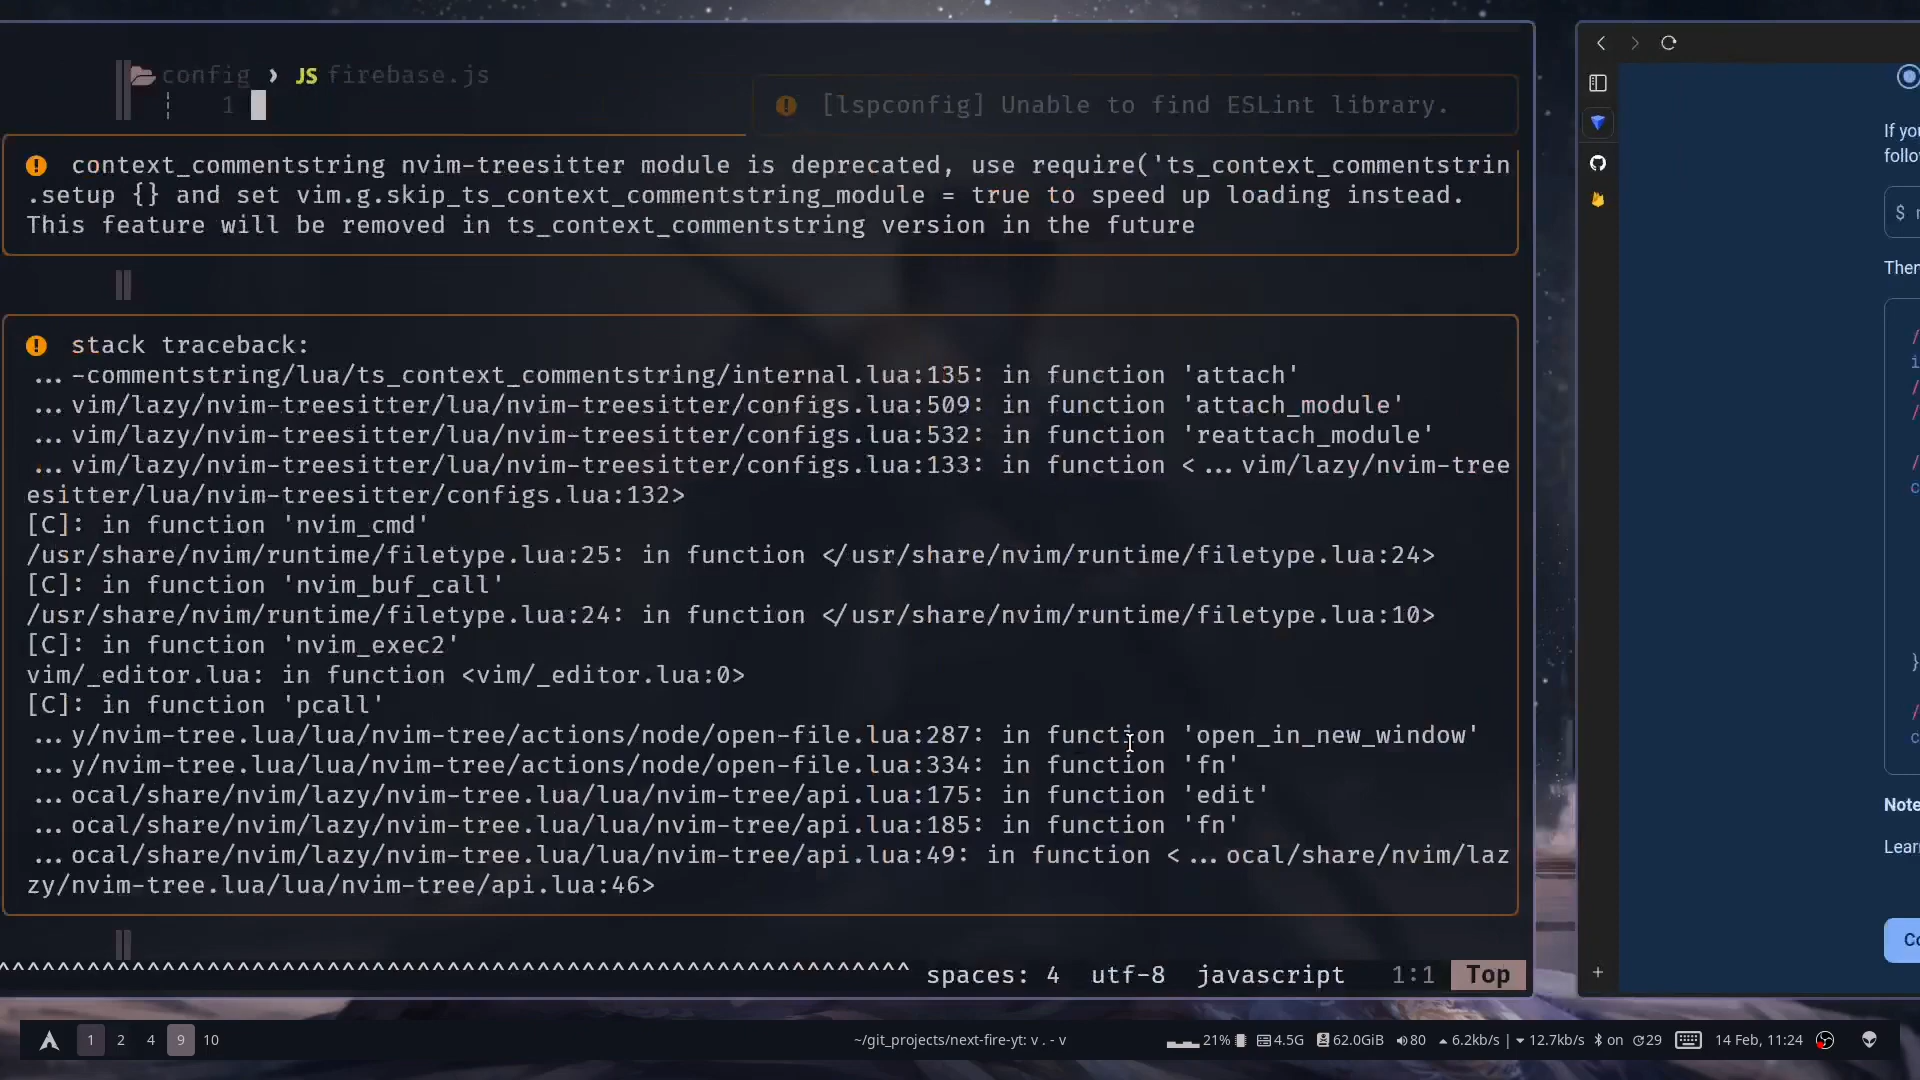 config › JS firebase.js
1
[lspconfig] Unable to find ESLint library.
context_commentstring nvim-treesitter module is deprecated, use require('ts_context_commentstrin
.setup {} and set vim.g.skip_ts_context_commentstring_module = true to speed up loading instead.
This feature will be removed in ts_context_commentstring version in the future
stack traceback:
...-commentstring/lua/ts_context_commentstring/internal.lua:135: in function 'attach'
...vim/lazy/nvim-treesitter/lua/nvim-treesitter/configs.lua:509: in function 'attach_module'
...vim/lazy/nvim-treesitter/lua/nvim-treesitter/configs.lua:532: in function 'reattach_module'
...vim/lazy/nvim-treesitter/lua/nvim-treesitter/configs.lua:133: in function <...vim/lazy/nvim-tree
esitter/lua/nvim-treesitter/configs.lua:132>
[C]: in function 'nvim_cmd'
/usr/share/nvim/runtime/filetype.lua:25: in function </usr/share/nvim/runtime/filetype.lua:24>
[C]: in function 'nvim_buf_call'
/usr/share/nvim/runtime/filetype.lua:24: in function </usr/share/nvim/runtime/filetype.lua:10>
[C]: in function 'nvim_exec2'
vim/_editor.lua: in function <vim/_editor.lua:0>
[C]: in function 'pcall'
...y/nvim-tree.lua/lua/nvim-tree/actions/node/open-file.lua:287: in function 'open_in_new_window'
...y/nvim-tree.lua/lua/nvim-tree/actions/node/open-file.lua:334: in function 'fn'
...ocal/share/nvim/lazy/nvim-tree.lua/lua/nvim-tree/api.lua:175: in function 'edit'
...ocal/share/nvim/lazy/nvim-tree.lua/lua/nvim-tree/api.lua:185: in function 'fn'
...ocal/share/nvim/lazy/nvim-tree.lua/lua/nvim-tree/api.lua:49: in function <...ocal/share/nvim/laz
zy/nvim-tree.lua/lua/nvim-tree/api.lua:46>
^^^^^^^^^^^^^^^^^^^^^^^^^^^^^^^^^^^^^^^^^^^^^^^^^^^^^^^^^^^^^ spaces: 4 utf-8 javascript 1:1 Top
If you
follo
$
Ther
/
i
/
/
/
c
}
/
c
Note
Lear
Co
1 2 4 9 10 ~/git_projects/next-fire-yt: v . - v 21% 4.5G 62.0GiB 80 6.2kb/s | 12.7kb/s on 29 14 Feb, 11:24